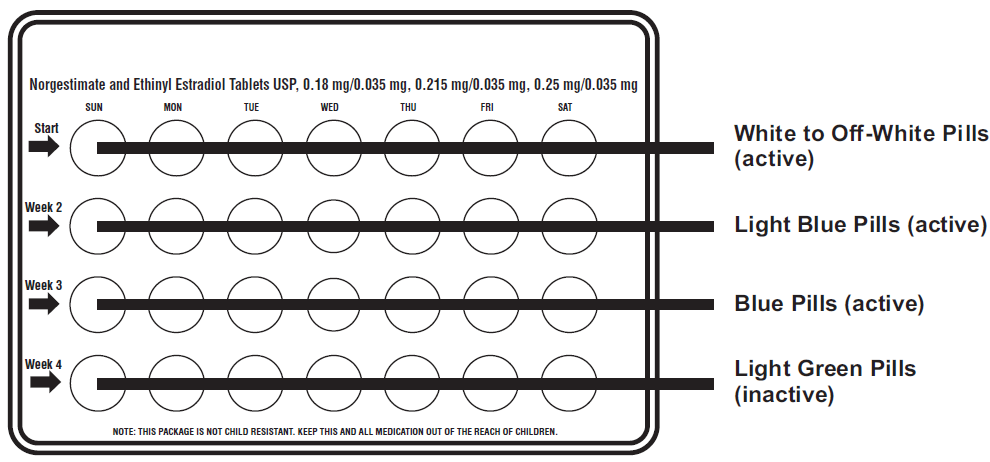 Norgestimate and Ethinyl Estradiol Tablets USP, 0.18 mg/0.035 mg, 0.215 mg/0.035 mg, 0.25 mg/0.035 mg
SUN MON TUE WED THU FRI SAT
Start
White to Off-White Pills
(active)
Week 2
Light Blue Pills (active)
Week 3
Blue Pills (active)
Week 4
Light Green Pills
(inactive)
NOTE: THIS PACKAGE IS NOT CHILD RESISTANT. KEEP THIS AND ALL MEDICATION OUT OF THE REACH OF CHILDREN.